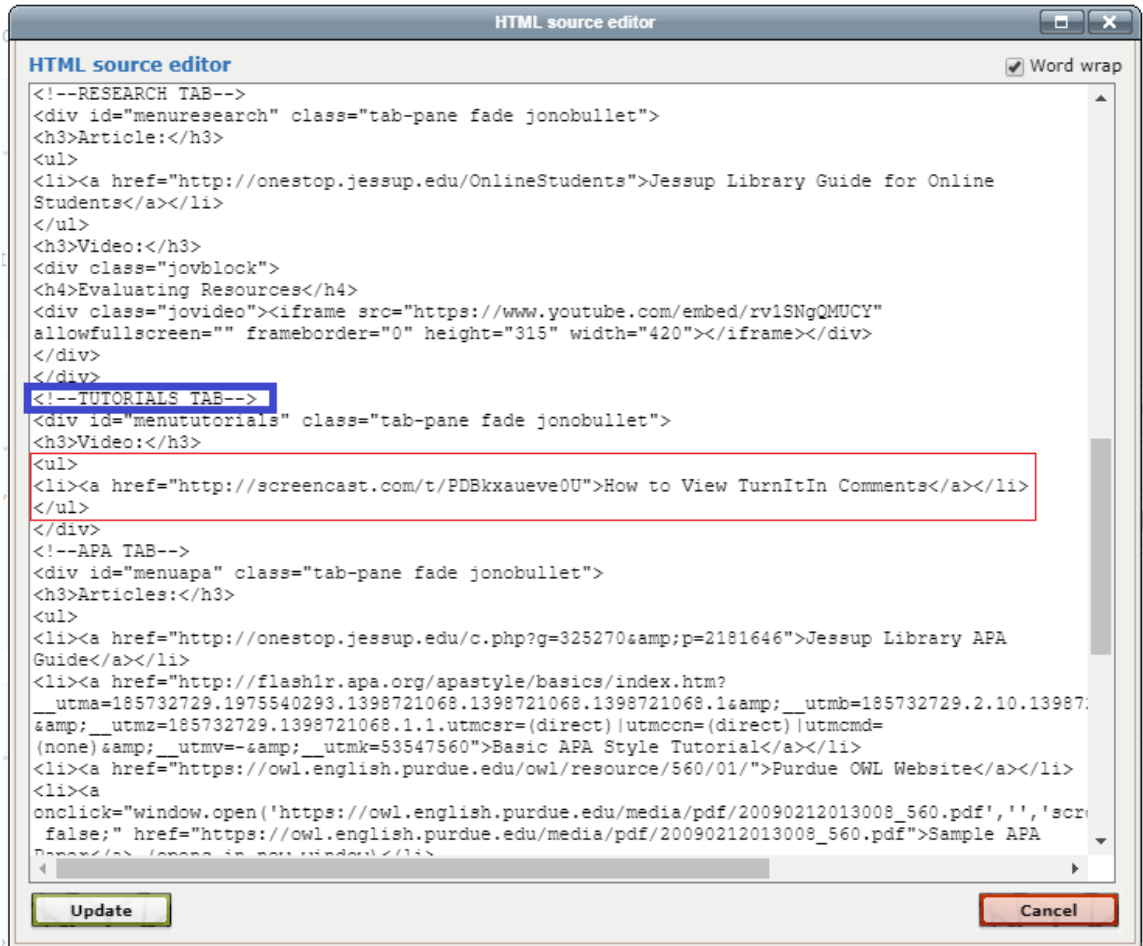 HTML source editor
HTML source editor
Word wrap
<!--RESEARCH TAB-->
<div id="menuresearch" class="tab-pane fade jonobullet">
<h3>Article:</h3>
<ul>
<li><a href="http://onestop.jessup.edu/OnlineStudents">Jessup Library Guide for Online
Students</a></li>
</ul>
<h3>Video:</h3>
<div class="jovblock">
<h4>Evaluating Resources</h4>
<div class="jovideo"><iframe src="https://www.youtube.com/embed/rv1SNgQMUCY"
allowfullscreen="" frameborder="0" height="315" width="420"></iframe></div>
</div>
</div>
<!--TUTORIALS TAB-->
<div id="menututorials" class="tab-pane fade jonobullet">
<h3>Video:</h3>
<ul>
<li><a href="http://screencast.com/t/PDBkxaueve0U">How to View TurnItIn Comments</a></li>
</ul>
</div>
<!--APA TAB-->
<div id="menuapa" class="tab-pane fade jonobullet">
<h3>Articles:</h3>
<ul>
<li><a href="http://onestop.jessup.edu/c.php?g=325270&amp;p=2181646">Jessup Library APA
Guide</a></li>
<li><a href="http://flash1r.apa.org/apastyle/basics/index.htm?
__utma=185732729.1975540293.1398721068.1398721068.1398721068.1&amp;__utmb=185732729.2.10.13987
&amp;__utmz=185732729.1398721068.1.1.utmcsr=(direct)|utmccn=(direct)|utmcmd=
(none)&amp;__utmv=-&amp;__utmk=53547560">Basic APA Style Tutorial</a></li>
<li><a href="https://owl.english.purdue.edu/owl/resource/560/01/">Purdue OWL Website</a></li>
<li><a
onclick="window.open('https://owl.english.purdue.edu/media/pdf/20090212013008_560.pdf','','scr
false;" href="https://owl.english.purdue.edu/media/pdf/20090212013008_560.pdf">Sample APA
Paper</a> (opens in new window)</li>
Update
Cancel